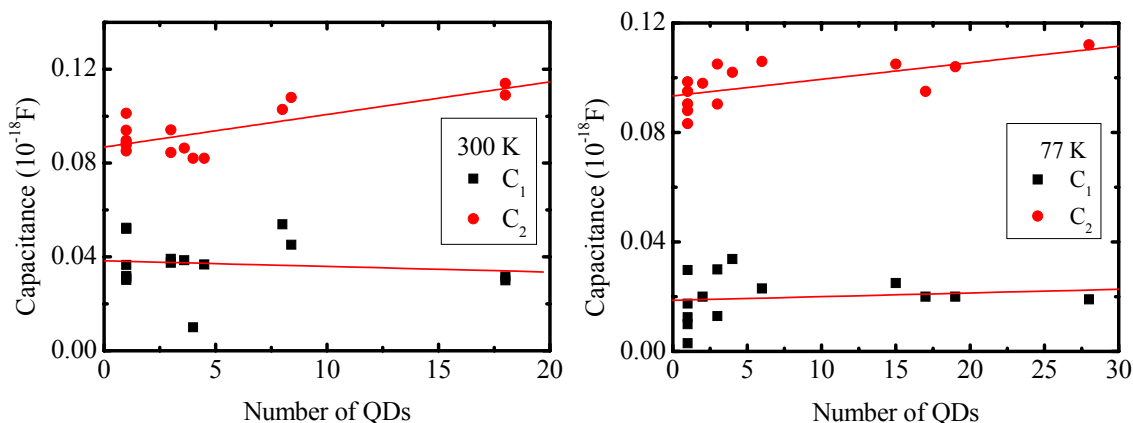 Capacitance (10⁻¹⁸F)
0.12
0.08
0.04
0.00
0 5 10 15 20
Number of QDs
300 K
C₁
C₂
Capacitance (10⁻¹⁸F)
0.12
0.08
0.04
0.00
0 5 10 15 20 25 30
Number of QDs
77 K
C₁
C₂